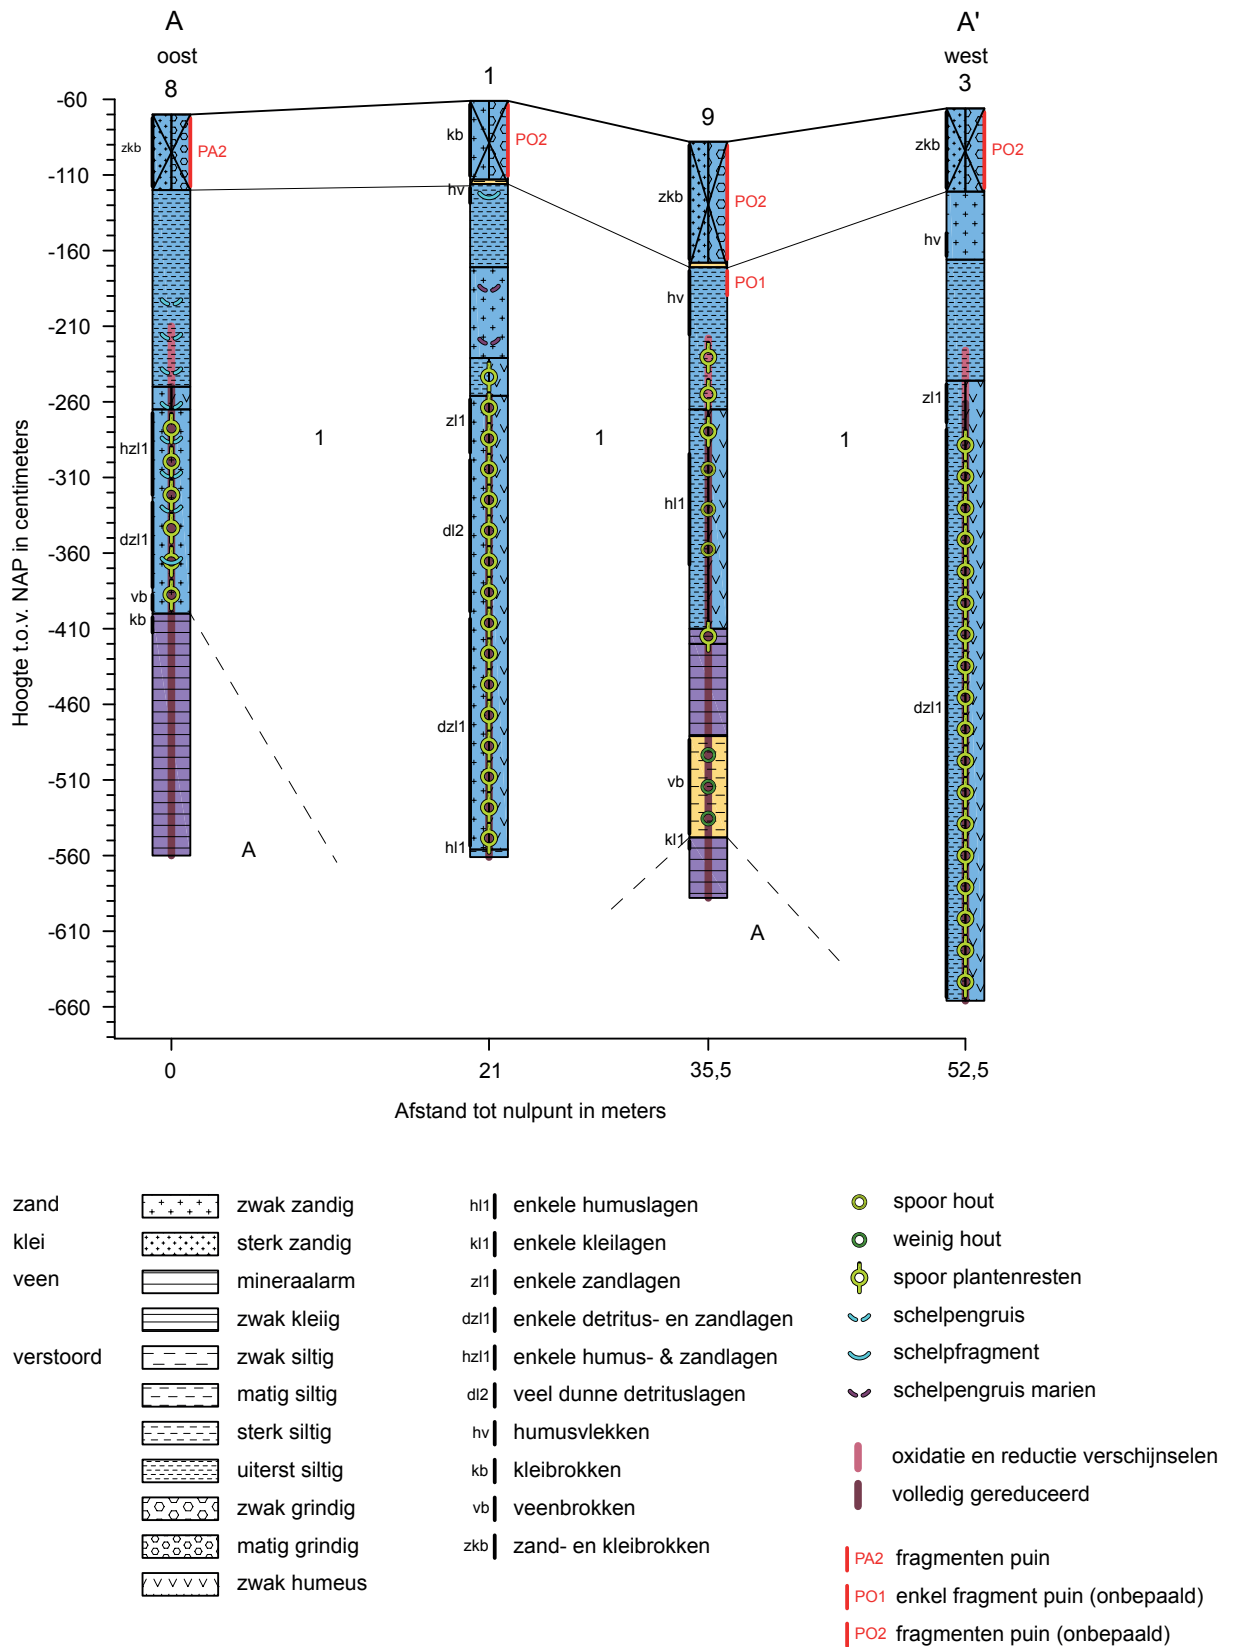 A
A'
oost
west
8
1
9
3
-60
-110
-160
-210
-260
-310
-360
-410
-460
-510
-560
-610
-660
Hoogte t.o.v. NAP in centimeters
zkb
PA2
hzl1
dzl1
vb
kb
kb
PO2
hv
zl1
dl2
dzl1
hl1
zkb
PO2
PO1
hv
hl1
vb
kl1
zkb
PO2
hv
zl1
dzl1
1
1
1
A
A
0
21
35,5
52,5
Afstand tot nulpunt in meters
zand
klei
veen
verstoord
zwak zandig
sterk zandig
mineraalarm
zwak kleiig
zwak siltig
matig siltig
sterk siltig
uiterst siltig
zwak grindig
matig grindig
zwak humeus
hl1 enkele humuslagen
kl1 enkele kleilagen
zl1 enkele zandlagen
dzl1 enkele detritus- en zandlagen
hzl1 enkele humus- & zandlagen
dl2 veel dunne detrituslagen
hv humusvlekken
kb kleibrokken
vb veenbrokken
zkb zand- en kleibrokken
spoor hout
weinig hout
spoor plantenresten
schelpengruis
schelpfragment
schelpengruis marien
oxidatie en reductie verschijnselen
volledig gereduceerd
PA2 fragmenten puin
PO1 enkel fragment puin (onbepaald)
PO2 fragmenten puin (onbepaald)